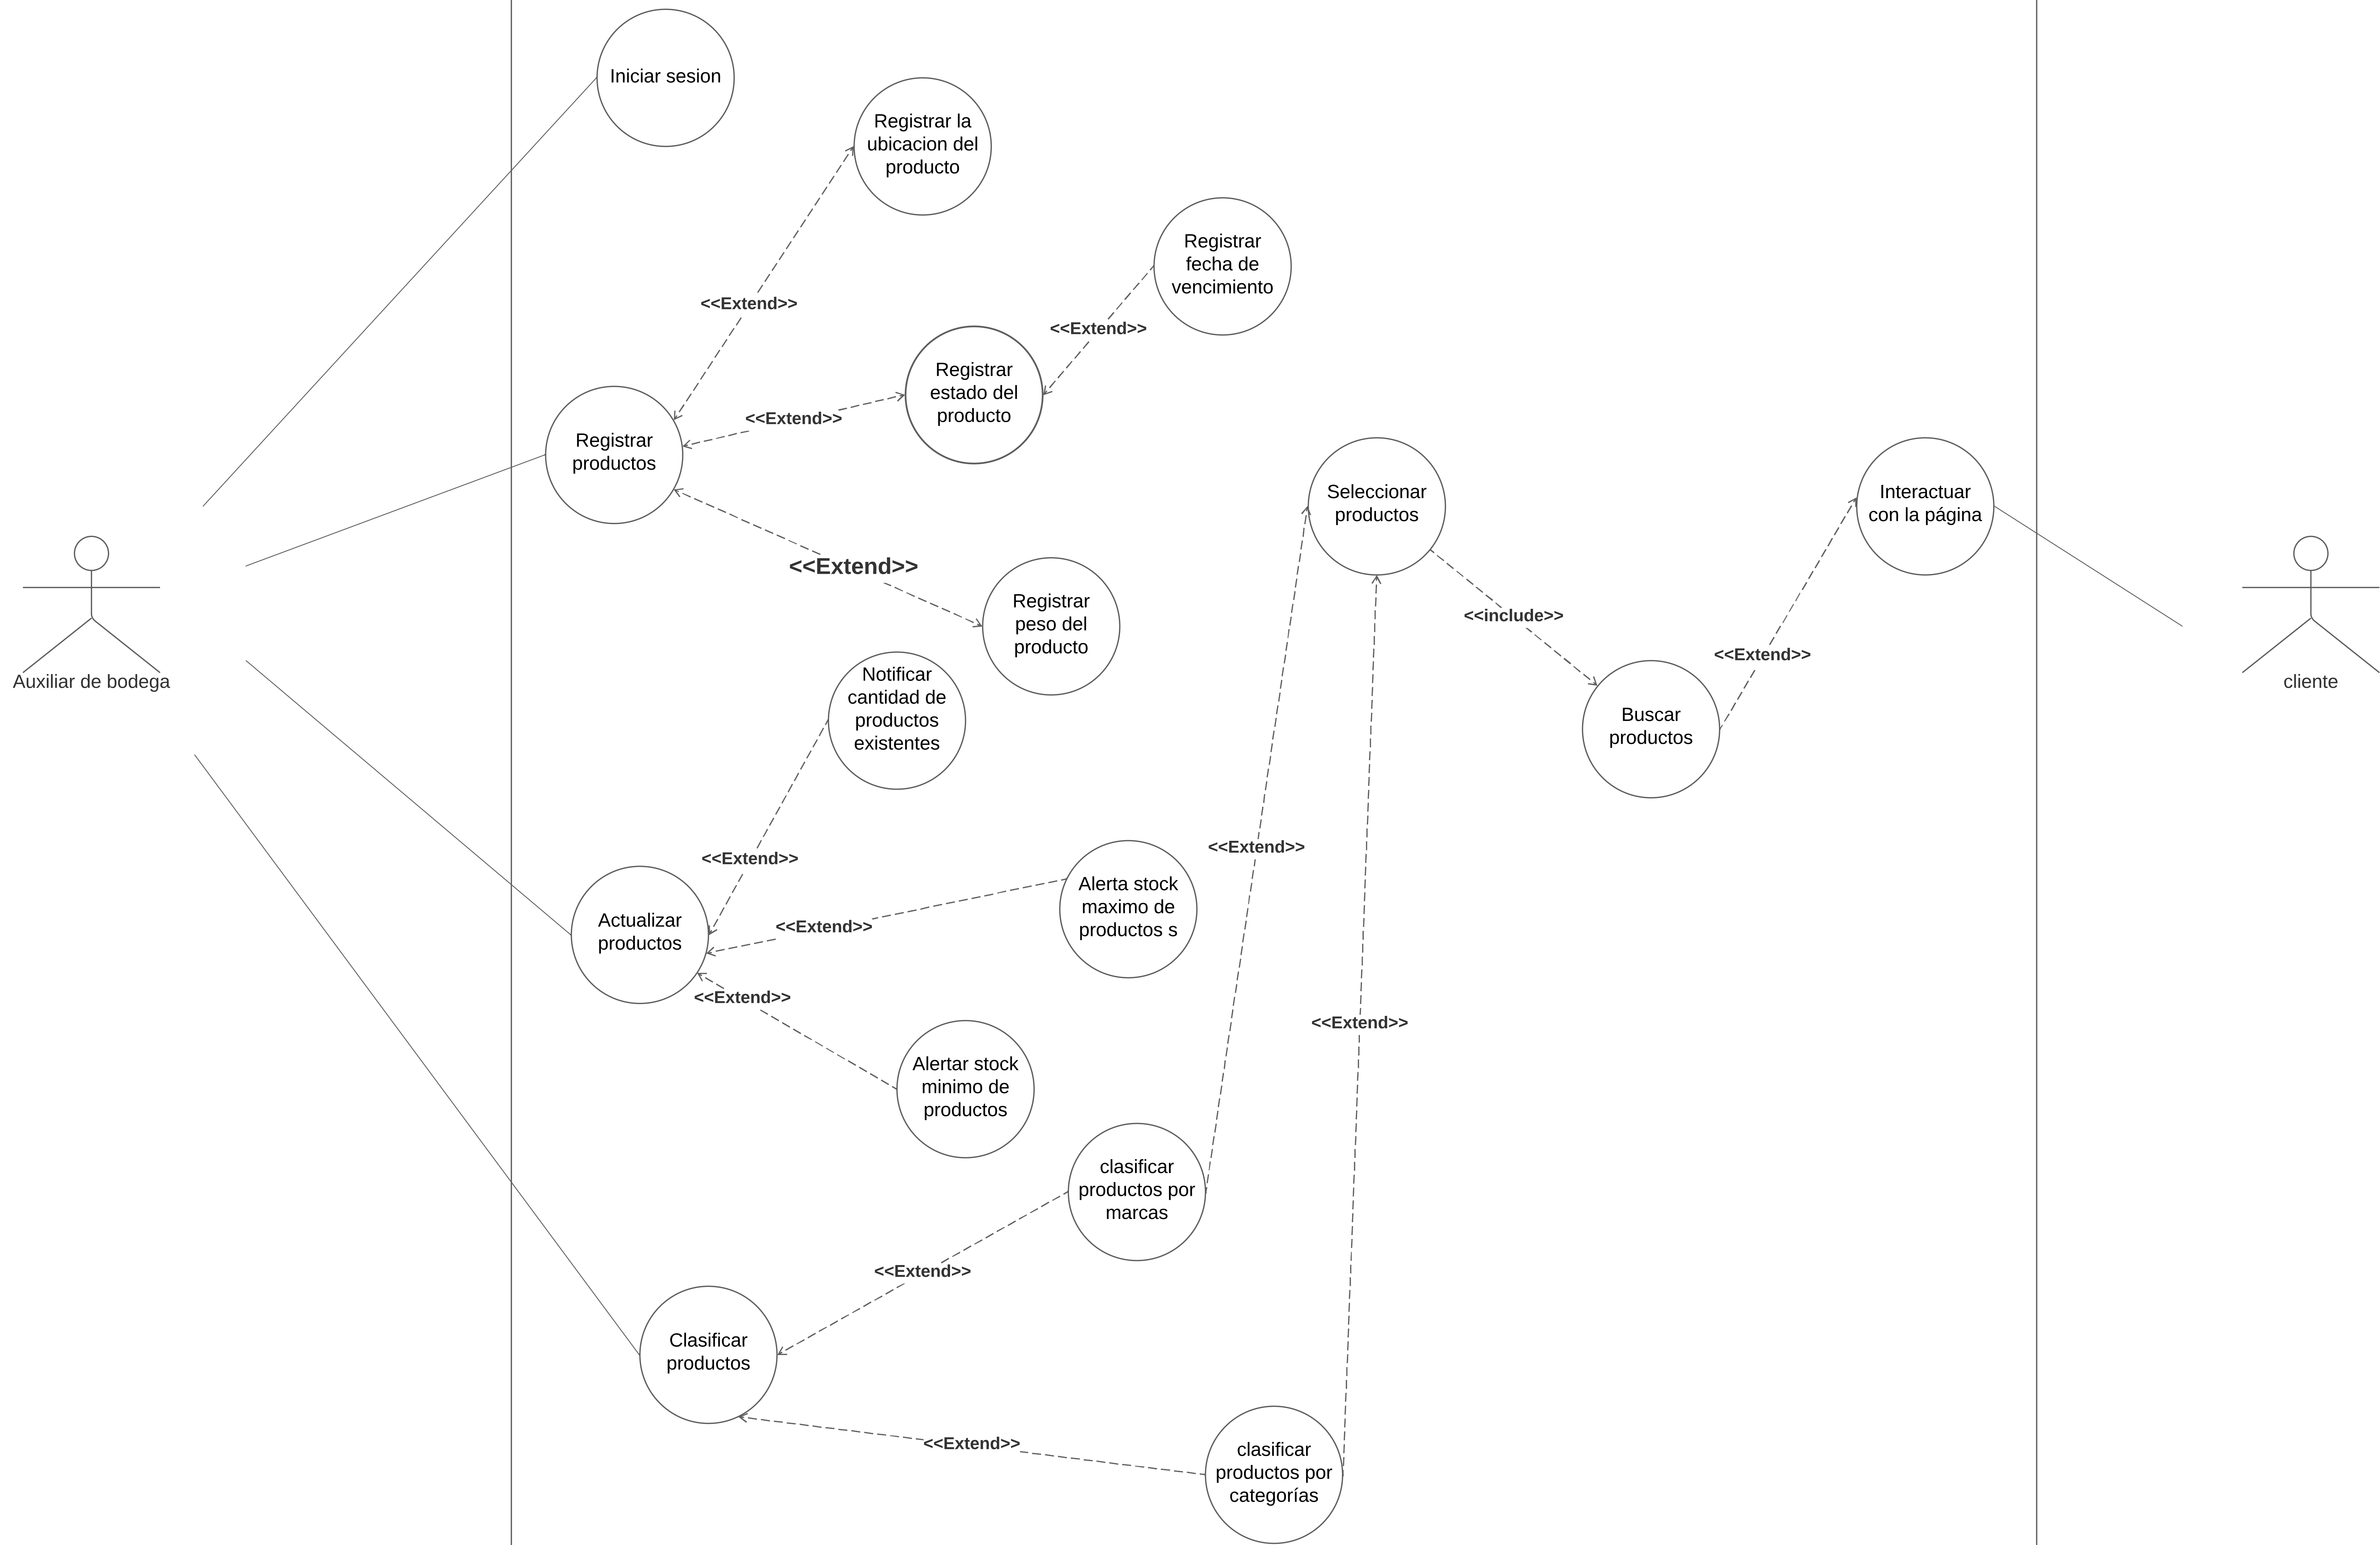 Iniciar sesion
Registrar la
ubicacion del
producto
Registrar
fecha de
vencimiento
<<Extend>>
<<Extend>>
Registrar
estado del
producto
<<Extend>>
Registrar
productos
Seleccionar
productos
Interactuar
con la página
<<Extend>>
Registrar
peso del
producto
<<include>>
<<Extend>>
Auxiliar de bodega
cliente
Notificar
cantidad de
productos
existentes
Buscar
productos
<<Extend>>
<<Extend>>
Alerta stock
maximo de
productos s
Actualizar
productos
<<Extend>>
<<Extend>>
<<Extend>>
Alertar stock
minimo de
productos
clasificar
productos por
marcas
<<Extend>>
Clasificar
productos
<<Extend>>
clasificar
productos por
categorías